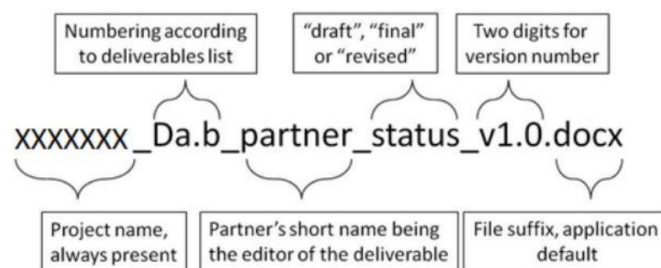 Numbering according
to deliverables list
“draft”, “final”
or “revised”
Two digits for
version number
xxxxxxx_Da.b_partner_status_v1.0.docx
Project name,
always present
Partner’s short name being
the editor of the deliverable
File suffix, application
default